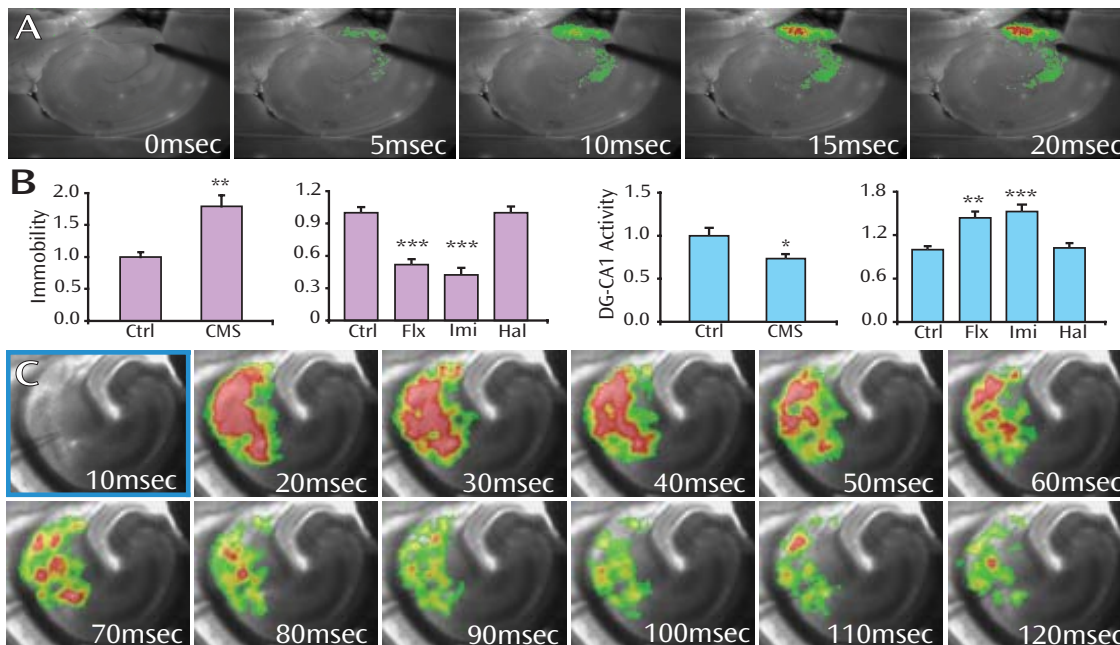 A
0msec
5msec
10msec
15msec
20msec
B
Immobility
2.0
1.5
1.0
0.5
0.0
**
Ctrl
CMS
1.2
0.9
0.6
0.3
0
***
***
Ctrl
Flx
Imi
Hal
DG-CA1 Activity
1.5
1.0
0.5
0.0
*
Ctrl
CMS
1.8
1.2
0.6
0.0
**
***
Ctrl
Flx
Imi
Hal
C
10msec
20msec
30msec
40msec
50msec
60msec
70msec
80msec
90msec
100msec
110msec
120msec